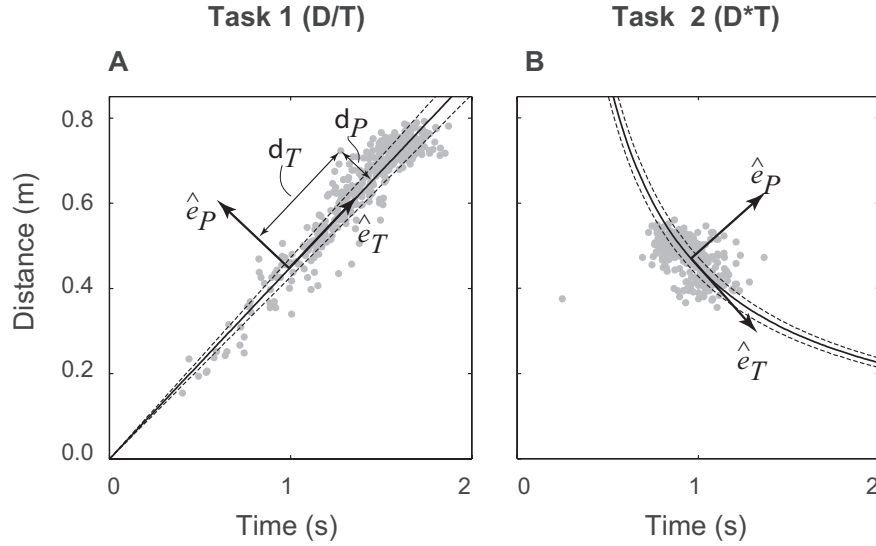 Task 1 (D/T)
Task 2 (D*T)
A
B
0.8
0.6
0.4
0.2
0.0
Distance (m)
d_T
d_P
ê_P
ê_T
ê_P
ê_T
0
1
2
0
1
2
Time (s)
Time (s)